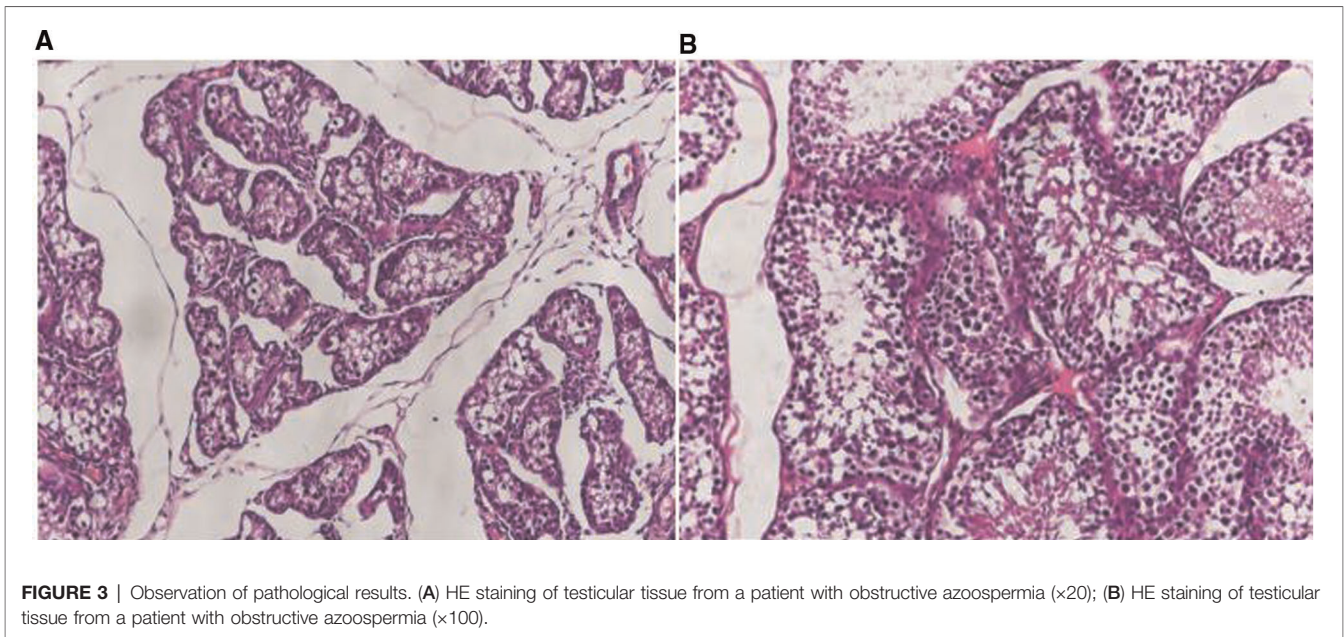 A
B
FIGURE 3 | Observation of pathological results. (A) HE staining of testicular tissue from a patient with obstructive azoospermia (×20); (B) HE staining of testicular
tissue from a patient with obstructive azoospermia (×100).